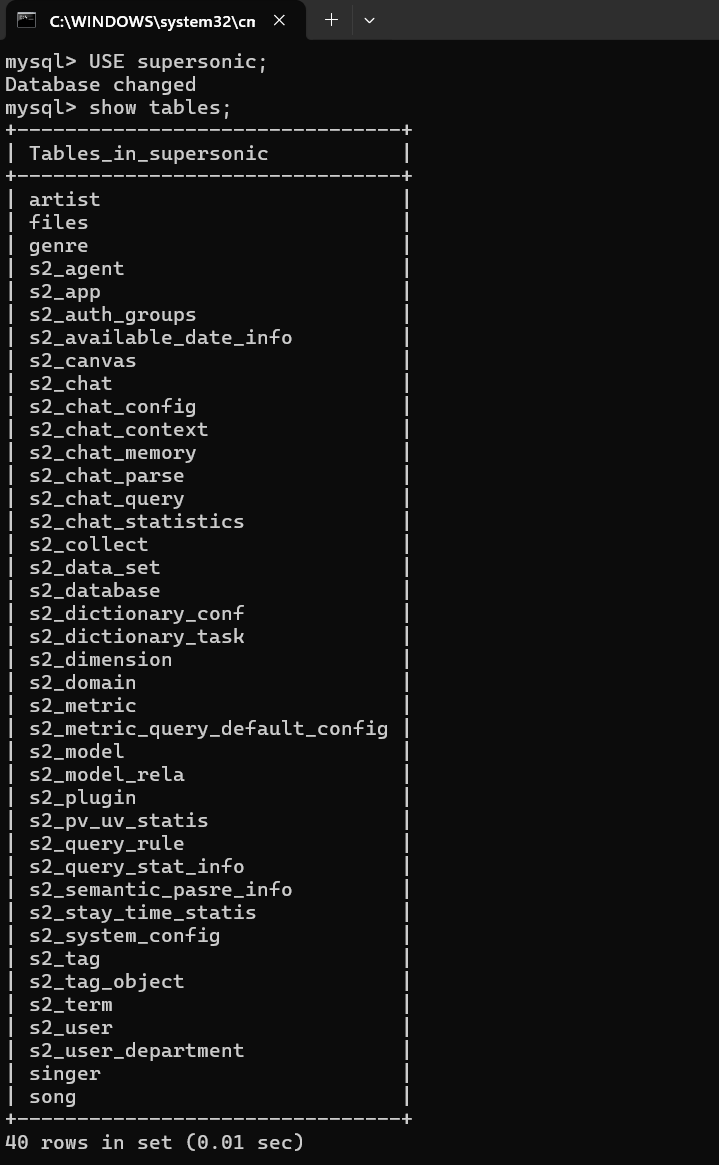 C:\WINDOWS\system32\cn
mysql> USE supersonic;
Database changed
mysql> show tables;
+--------------------------------+
| Tables_in_supersonic           |
+--------------------------------+
| artist                         |
| files                          |
| genre                          |
| s2_agent                       |
| s2_app                         |
| s2_auth_groups                 |
| s2_available_date_info         |
| s2_canvas                      |
| s2_chat                        |
| s2_chat_config                 |
| s2_chat_context                |
| s2_chat_memory                 |
| s2_chat_parse                  |
| s2_chat_query                  |
| s2_chat_statistics             |
| s2_collect                     |
| s2_data_set                    |
| s2_database                    |
| s2_dictionary_conf             |
| s2_dictionary_task             |
| s2_dimension                   |
| s2_domain                      |
| s2_metric                      |
| s2_metric_query_default_config |
| s2_model                       |
| s2_model_rela                  |
| s2_plugin                      |
| s2_pv_uv_statis                |
| s2_query_rule                  |
| s2_query_stat_info             |
| s2_semantic_pasre_info         |
| s2_stay_time_statis            |
| s2_system_config               |
| s2_tag                         |
| s2_tag_object                  |
| s2_term                        |
| s2_user                        |
| s2_user_department             |
| singer                         |
| song                           |
+--------------------------------+
40 rows in set (0.01 sec)